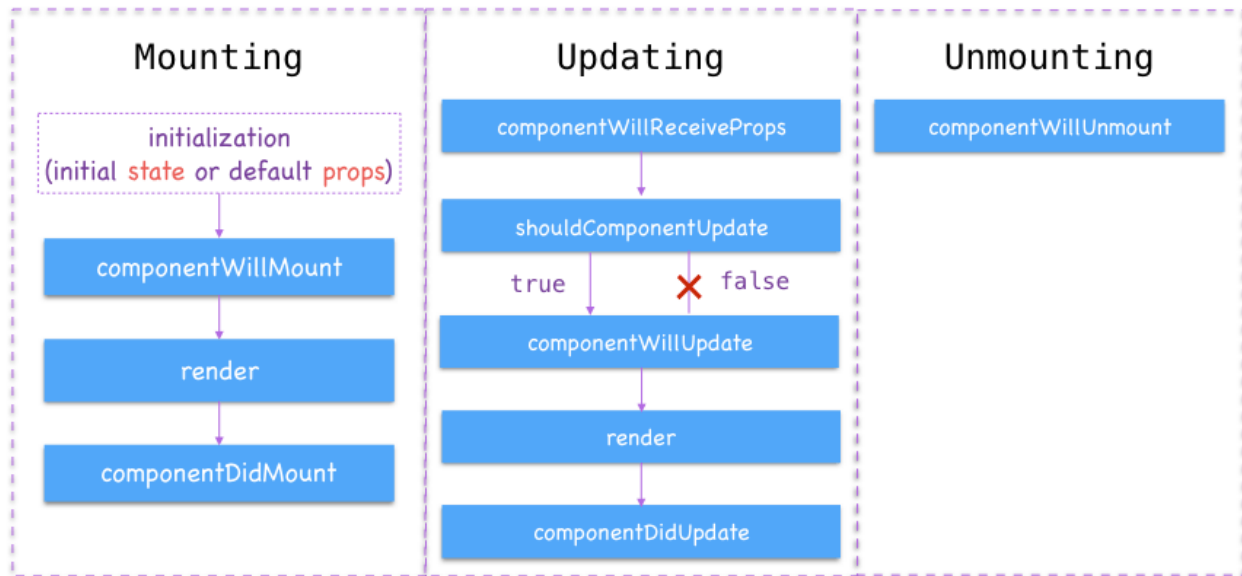 Mounting
initialization
(initial state or default props)
componentWillMount
render
componentDidMount
Updating
componentWillReceiveProps
shouldComponentUpdate
true
false
componentWillUpdate
render
componentDidUpdate
Unmounting
componentWillUnmount